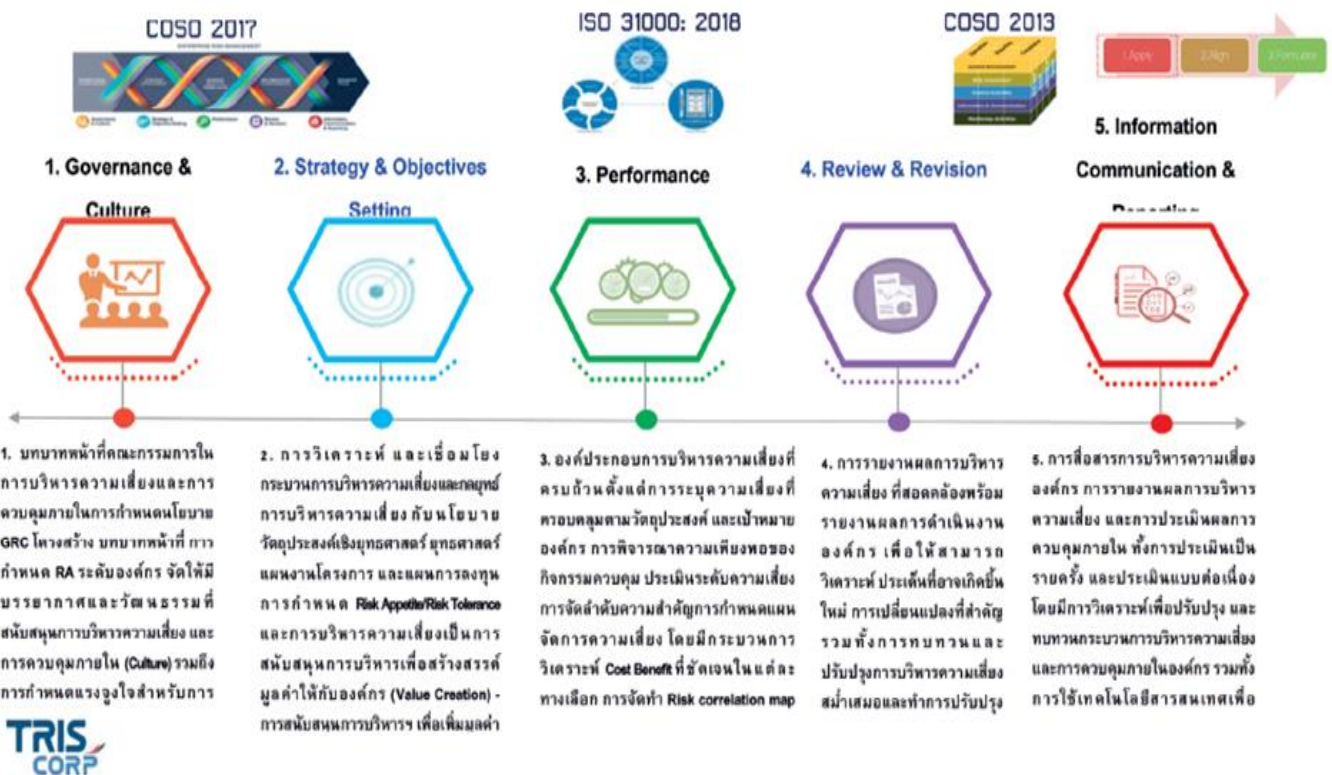 COSO 2017
ENTERPRISE RISK MANAGEMENT
ISO 31000: 2018
COSO 2013
1.Apply
2.Align
3.Formulate
1. Governance &
Culture
2. Strategy & Objectives
Setting
3. Performance
4. Review & Revision
5. Information
Communication &
Reporting
1. บทบาทหน้าที่คณะกรรมการใน
การบริหารความเสี่ยงและการ
ควบคุมภายในการกำหนดนโยบาย
GRC โครงสร้าง บทบาทหน้าที่ การ
กำหนด RA ระดับองค์กร จัดให้มี
บรรยากาศและวัฒนธรรมที่
สนับสนุนการบริหารความเสี่ยง และ
การควบคุมภายใน (Culture) รวมถึง
การกำหนดแรงจูงใจสำหรับการ
2. การวิเคราะห์ และเชื่อมโยง
กระบวนการบริหารความเสี่ยงและกลยุทธ์
การบริหารความเสี่ยง กับนโยบาย
วัตถุประสงค์เชิงยุทธศาสตร์ ยุทธศาสตร์
แผนงานโครงการ และแผนการลงทุน
การกำหนด Risk Appetite/Risk Tolerance
และการบริหารความเสี่ยงเป็นการ
สนับสนุนการบริหารเพื่อสร้างสรรค์
มูลค่าให้กับองค์กร (Value Creation) -
การสนับสนุนการบริหารฯ เพื่อเพิ่มมูลค่า
3. องค์ประกอบการบริหารความเสี่ยงที่
ครบถ้วนตั้งแต่การระบุความเสี่ยงที่
ครอบคลุมตามวัตถุประสงค์ และเป้าหมาย
องค์กร การพิจารณาความเพียงพอของ
กิจกรรมควบคุม ประเมินระดับความเสี่ยง
การจัดลำดับความสำคัญการกำหนดแผน
จัดการความเสี่ยง โดยมีกระบวนการ
วิเคราะห์ Cost Benefit ที่ชัดเจนในแต่ละ
ทางเลือก การจัดทำ Risk correlation map
4. การรายงานผลการบริหาร
ความเสี่ยง ที่สอดคล้องพร้อม
รายงานผลการดำเนินงาน
องค์กร เพื่อให้สามารถ
วิเคราะห์ ประเด็นที่อาจเกิดขึ้น
ใหม่ การเปลี่ยนแปลงที่สำคัญ
รวมทั้งการทบทวนและ
ปรับปรุงการบริหารความเสี่ยง
สม่ำเสมอและทำการปรับปรุง
5. การสื่อสารการบริหารความเสี่ยง
องค์กร การรายงานผลการบริหาร
ความเสี่ยง และการประเมินผลการ
ควบคุมภายใน ทั้งการประเมินเป็น
รายครั้ง และประเมินแบบต่อเนื่อง
โดยมีการวิเคราะห์เพื่อปรับปรุง และ
ทบทวนกระบวนการบริหารความเสี่ยง
และการควบคุมภายในองค์กร รวมทั้ง
การใช้เทคโนโลยีสารสนเทศเพื่อ
TRIS
CORP